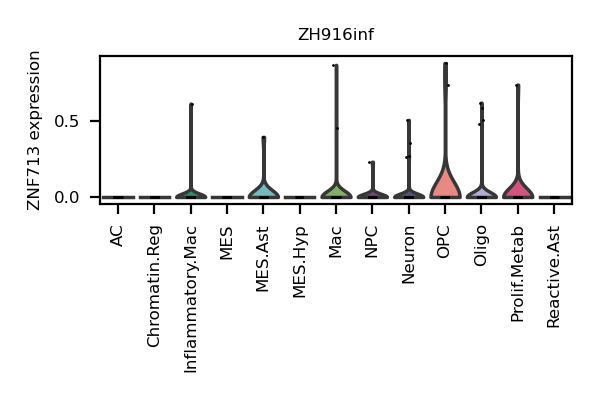 ZH916inf
ZNF713 expression
0.5
0.0
AC
Chromatin.Reg
Inflammatory.Mac
MES
MES.Ast
MES.Hyp
Mac
NPC
Neuron
OPC
Oligo
Prolif.Metab
Reactive.Ast